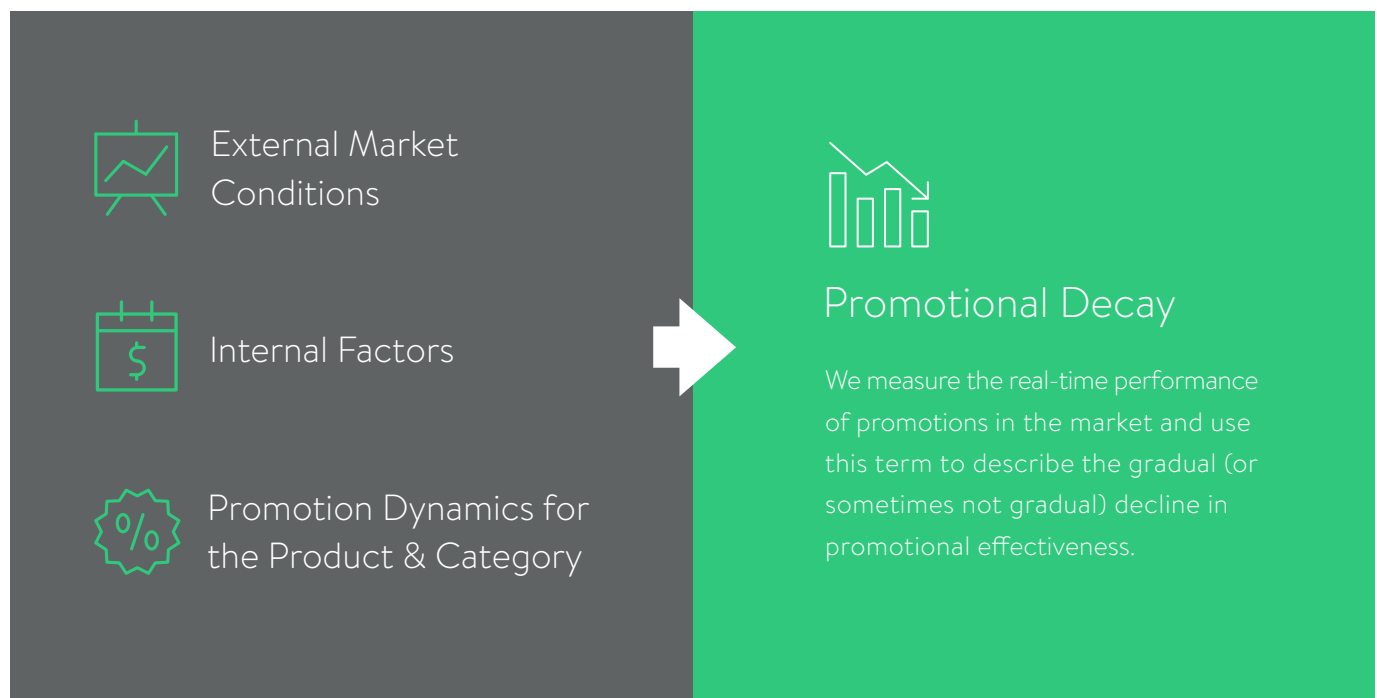 External Market
Conditions
$
Internal Factors
%
Promotion Dynamics for
the Product & Category
Promotional Decay
We measure the real-time performance
of promotions in the market and use
this term to describe the gradual (or
sometimes not gradual) decline in
promotional effectiveness.